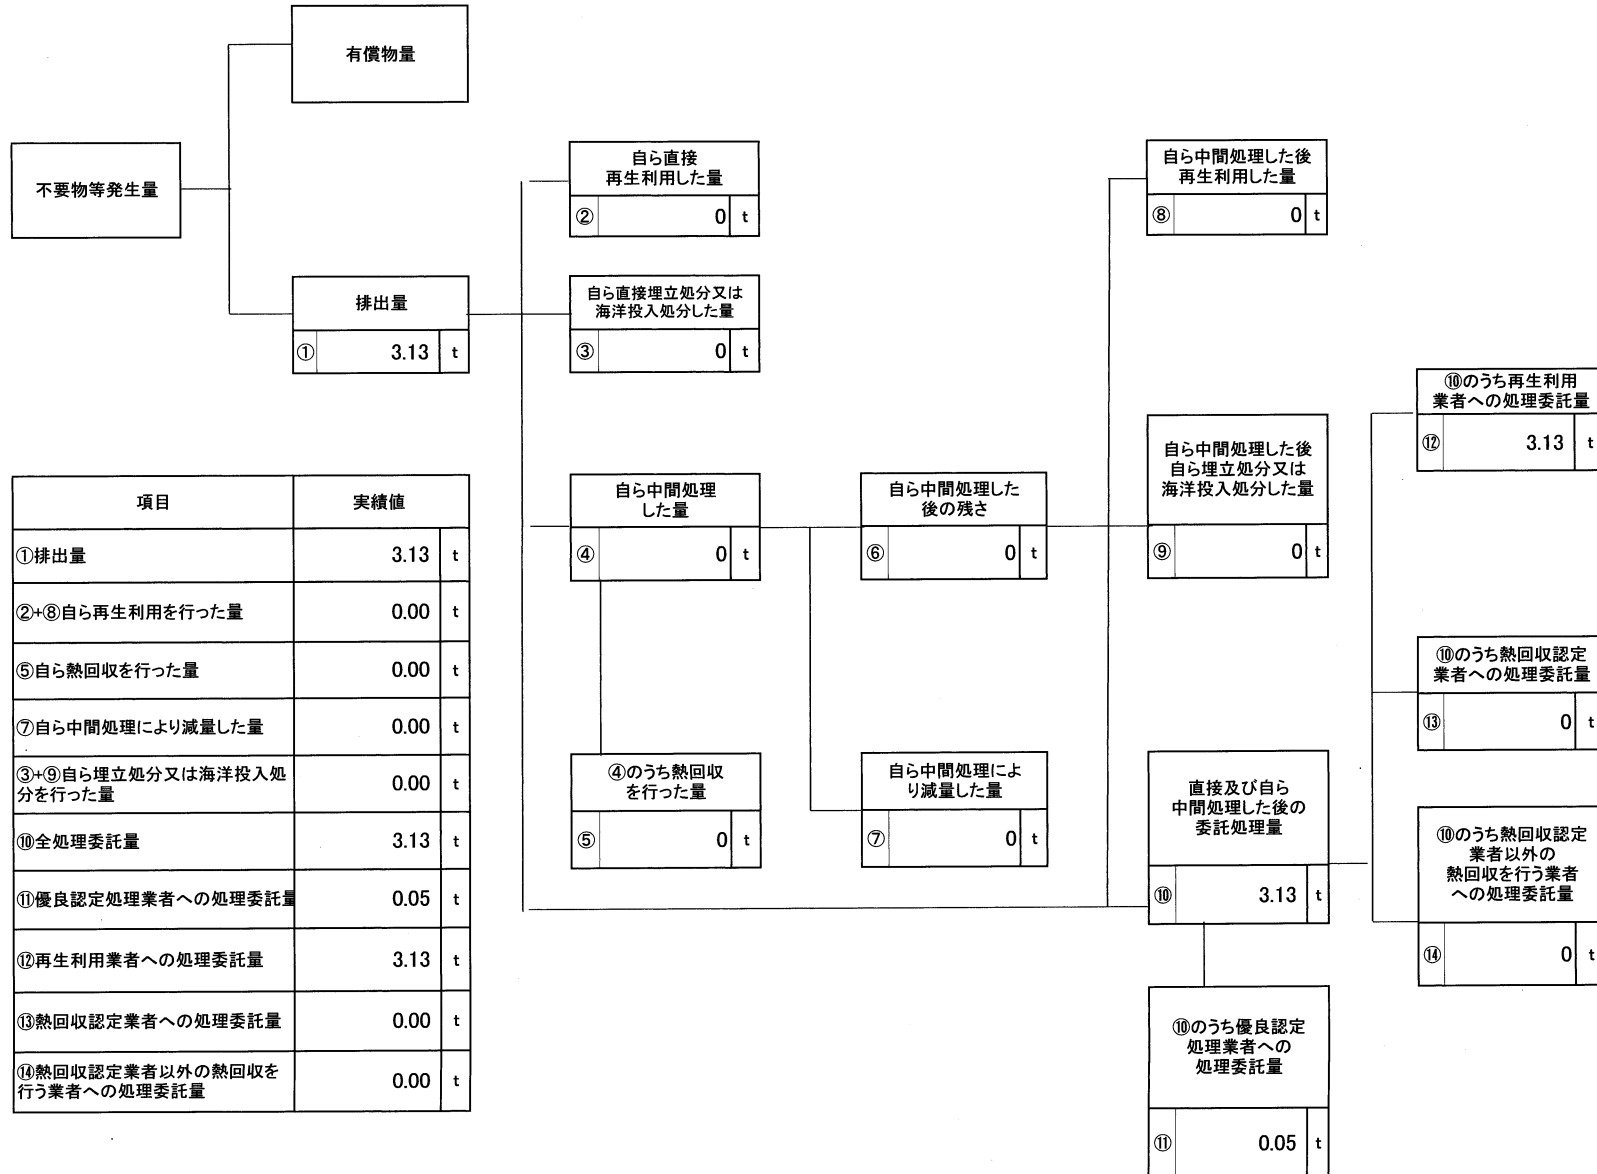 有償物量
不要物等発生量
排出量
① 3.13 t
自ら直接
再生利用した量
② 0 t
自ら直接埋立処分又は
海洋投入処分した量
③ 0 t
自ら中間処理
した量
④ 0 t
④のうち熱回収
を行った量
⑤ 0 t
自ら中間処理した
後の残さ
⑥ 0 t
自ら中間処理によ
り減量した量
⑦ 0 t
自ら中間処理した後
再生利用した量
⑧ 0 t
自ら中間処理した後
自ら埋立処分又は
海洋投入処分した量
⑨ 0 t
直接及び自ら
中間処理した後の
委託処理量
⑩ 3.13 t
⑩のうち優良認定
処理業者への
処理委託量
⑪ 0.05 t
⑩のうち再生利用
業者への処理委託量
⑫ 3.13 t
⑩のうち熱回収認定
業者への処理委託量
⑬ 0 t
⑩のうち熱回収認定
業者以外の
熱回収を行う業者
への処理委託量
⑭ 0 t
項目 実績値
①排出量 3.13 t
②+⑧自ら再生利用を行った量 0.00 t
⑤自ら熱回収を行った量 0.00 t
⑦自ら中間処理により減量した量 0.00 t
③+⑨自ら埋立処分又は海洋投入処
分を行った量 0.00 t
⑩全処理委託量 3.13 t
⑪優良認定処理業者への処理委託量 0.05 t
⑫再生利用業者への処理委託量 3.13 t
⑬熱回収認定業者への処理委託量 0.00 t
⑭熱回収認定業者以外の熱回収を
行う業者への処理委託量 0.00 t